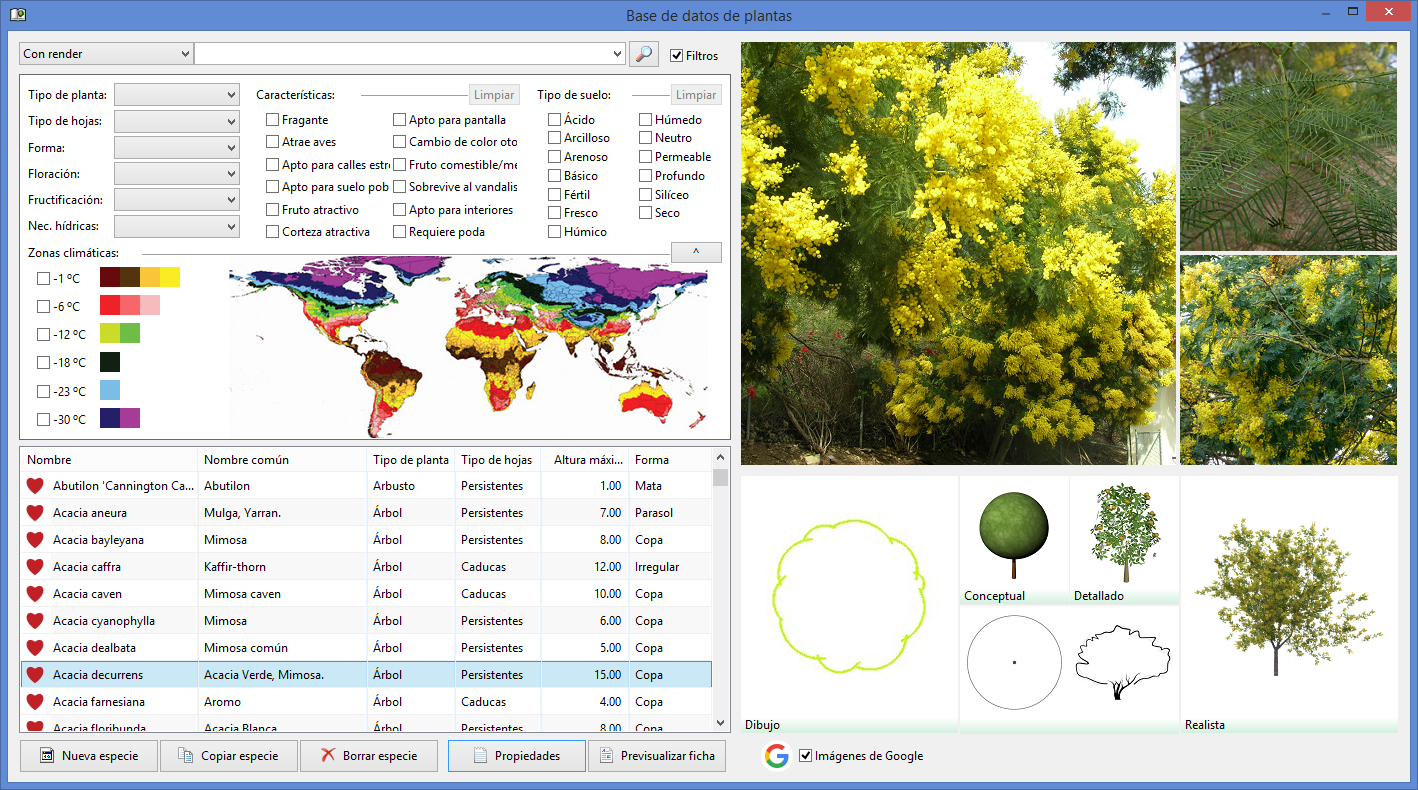 Base de datos de plantas
Con render
Filtros
Tipo de planta:
Tipo de hojas:
Forma:
Floración:
Fructificación:
Nec. hídricas:
Características:
Limpiar
Fragante
Atrae aves
Apto para calles estre
Apto para suelo pob
Fruto atractivo
Corteza atractiva
Apto para pantalla
Cambio de color oto
Fruto comestible/me
Sobrevive al vandalis
Apto para interiores
Requiere poda
Tipo de suelo:
Limpiar
Ácido
Arcilloso
Arenoso
Básico
Fértil
Fresco
Húmico
Húmedo
Neutro
Permeable
Profundo
Silíceo
Seco
Zonas climáticas:
^
-1 ºC
-6 ºC
-12 ºC
-18 ºC
-23 ºC
-30 ºC
Nombre Nombre común Tipo de planta Tipo de hojas Altura máxi... Forma
Abutilon 'Cannington Ca... Abutilon Arbusto Persistentes 1.00 Mata
Acacia aneura Mulga, Yarran. Árbol Persistentes 7.00 Parasol
Acacia bayleyana Mimosa Árbol Persistentes 8.00 Copa
Acacia caffra Kaffir-thorn Árbol Caducas 12.00 Irregular
Acacia caven Mimosa caven Árbol Caducas 10.00 Copa
Acacia cyanophylla Mimosa Árbol Persistentes 6.00 Copa
Acacia dealbata Mimosa común Árbol Persistentes 5.00 Copa
Acacia decurrens Acacia Verde, Mimosa. Árbol Persistentes 15.00 Copa
Acacia farnesiana Aromo Árbol Caducas 4.00 Copa
Acacia floribunda Acacia Blanca Árbol Persistentes 8.00 Copa
Nueva especie
Copiar especie
Borrar especie
Propiedades
Previsualizar ficha
Dibujo
Conceptual
Detallado
Realista
Imágenes de Google